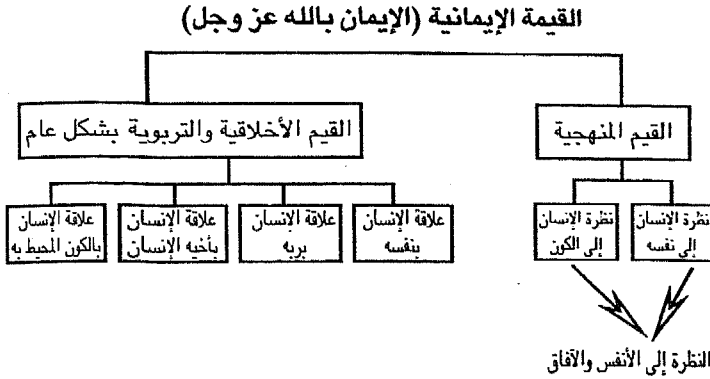 القيمة الإيمانية (الإيمان بالله عز وجل)
القيم المنهجية
القيم الأخلاقية والتربوية بشكل عام
نظرة الإنسان
إلى نفسه
نظرة الإنسان
إلى الكون
علاقة الإنسان
بنفسه
علاقة الإنسان
بربه
علاقة الإنسان
بأخيه الإنسان
علاقة الإنسان
بالكون المحيط به
النظرة إلى الأنفس والآفاق